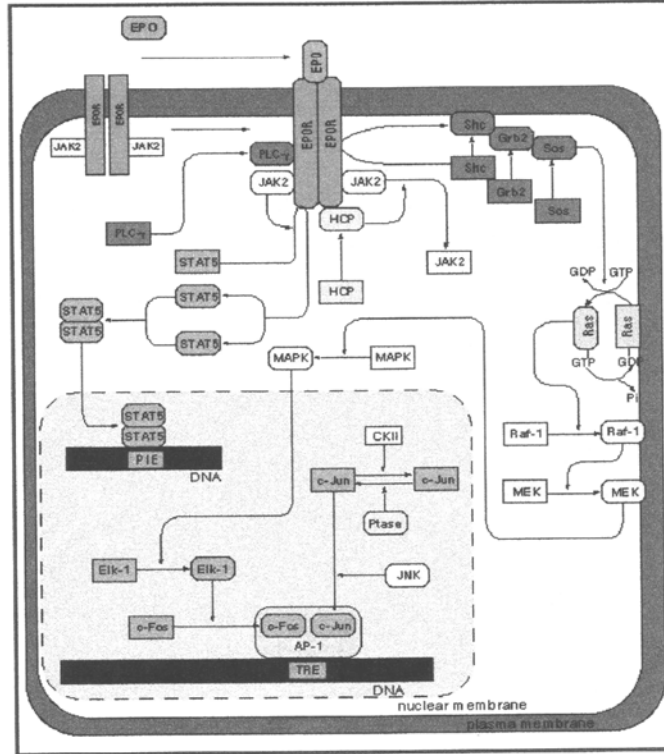 EPO
EPO
EPOR
EPOR
EPOR
EPOR
JAK2
JAK2
PLC-γ
JAK2
JAK2
Shc
Grb2
Sos
Shc
Grb2
Sos
PLC-γ
HCP
STAT5
JAK2
HCP
GDP
GTP
STAT5
STAT5
STAT5
STAT5
Ras
Ras
MAPK
MAPK
GTP
GDP
Pi
STAT5
STAT5
PIE
DNA
CKII
Raf-1
Raf-1
c-Jun
c-Jun
MEK
MEK
Ptase
Elk-1
Elk-1
JNK
c-Fos
c-Fos
c-Jun
AP-1
TRE
DNA
nuclear membrane
plasma membrane